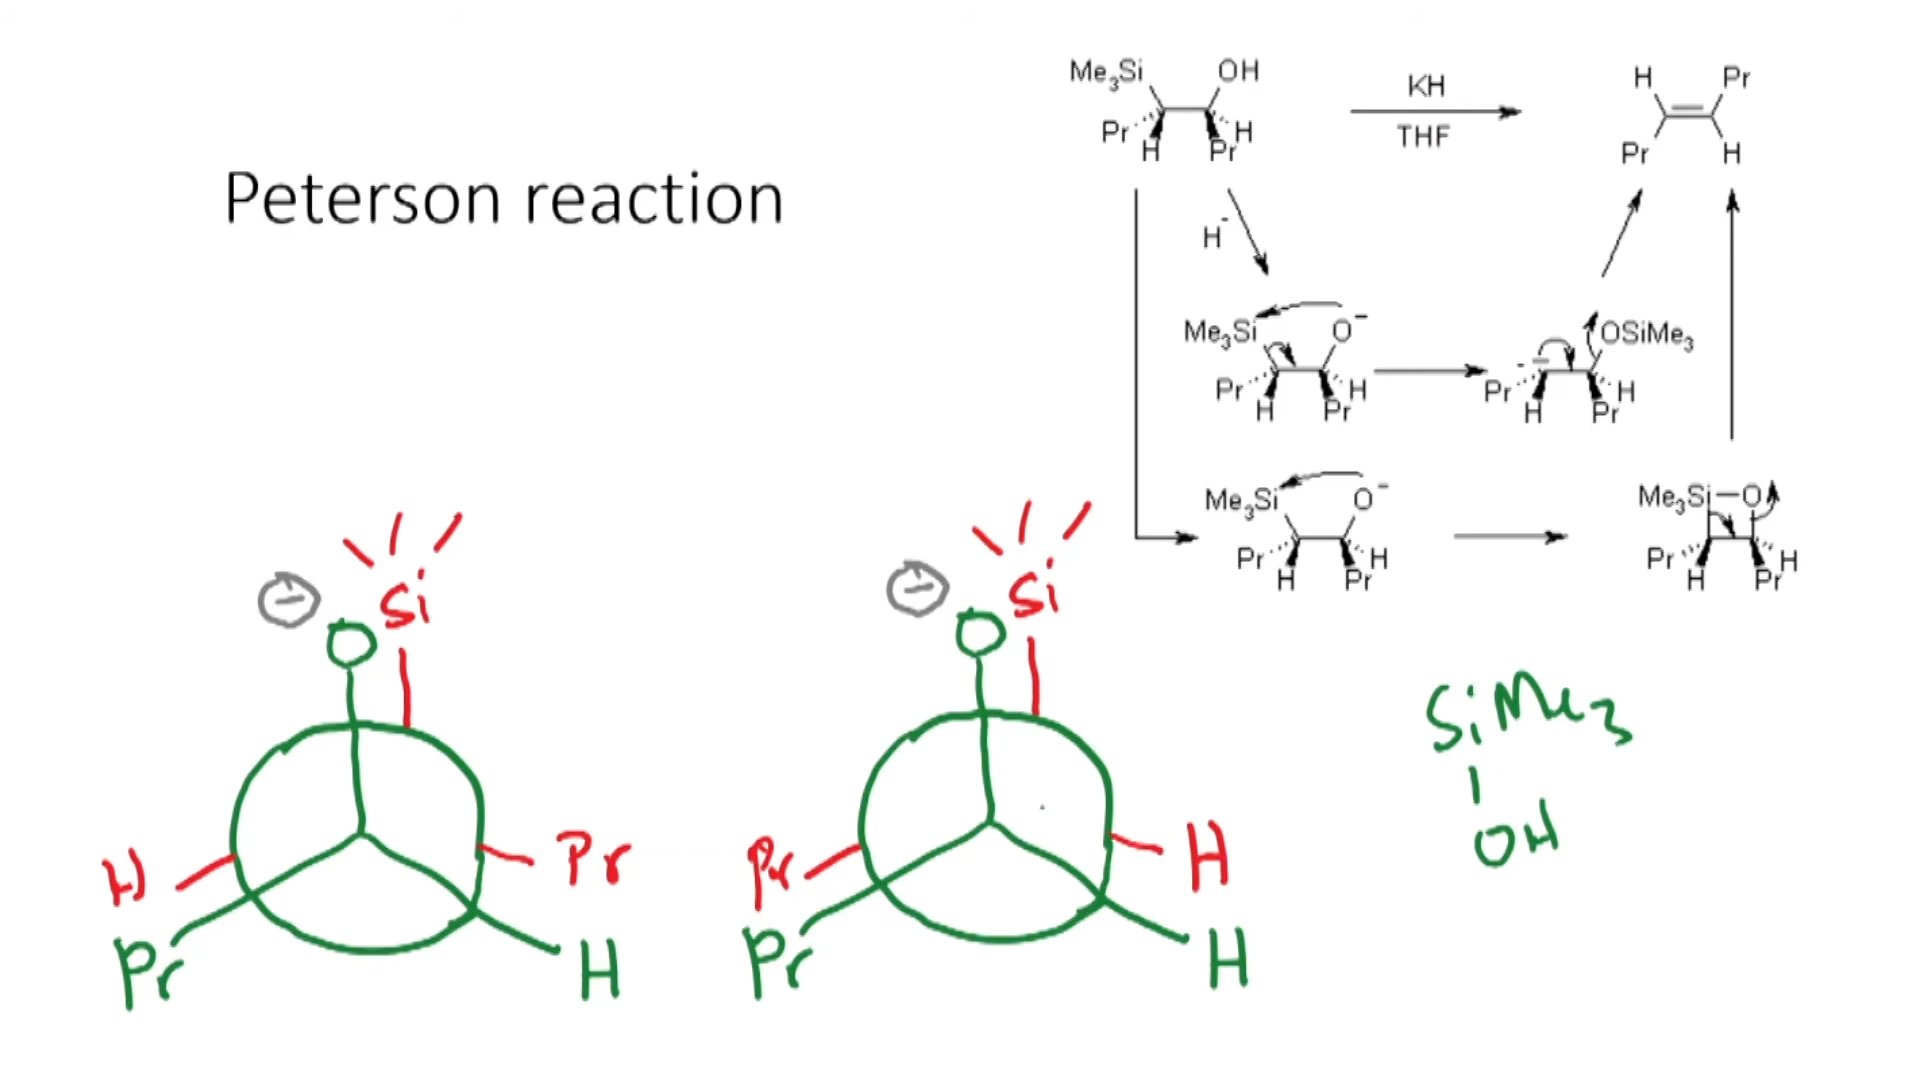 Peterson reaction
Me3Si OH
Pr H Pr H
KH
THF
H Pr
Pr H
H-
Me3Si O-
Pr H Pr H
OSiMe3
Pr H Pr H
Me3Si O-
Pr H Pr H
Me3Si-O
Pr H Pr H
Si
O
H Pr
Pr H
Si
O
Pr H
Pr H
SiMe3
OH